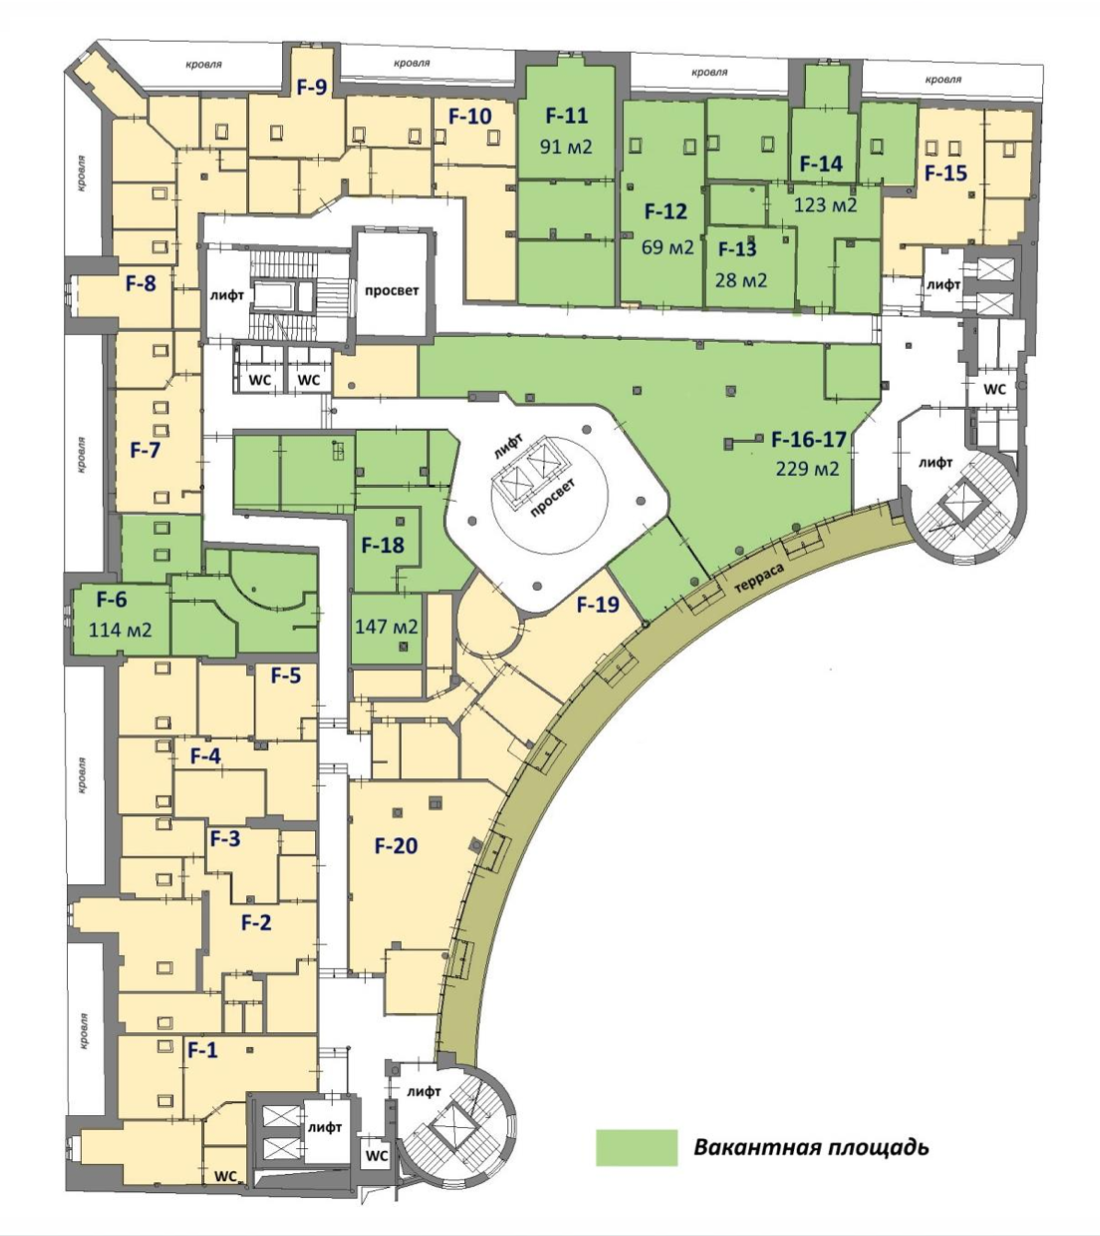 кровля
кровля
кровля
кровля
F-9
F-10
F-11
91 м2
F-14
123 м2
F-15
F-12
69 м2
F-13
28 м2
кровля
F-8
лифт
просвет
лифт
WC
WC
WC
F-7
кровля
лифт
просвет
F-16-17
229 м2
лифт
F-18
147 м2
терраса
F-6
114 м2
F-19
F-5
F-4
кровля
F-3
F-20
F-2
кровля
F-1
лифт
лифт
WC
WC
Вакантная площадь